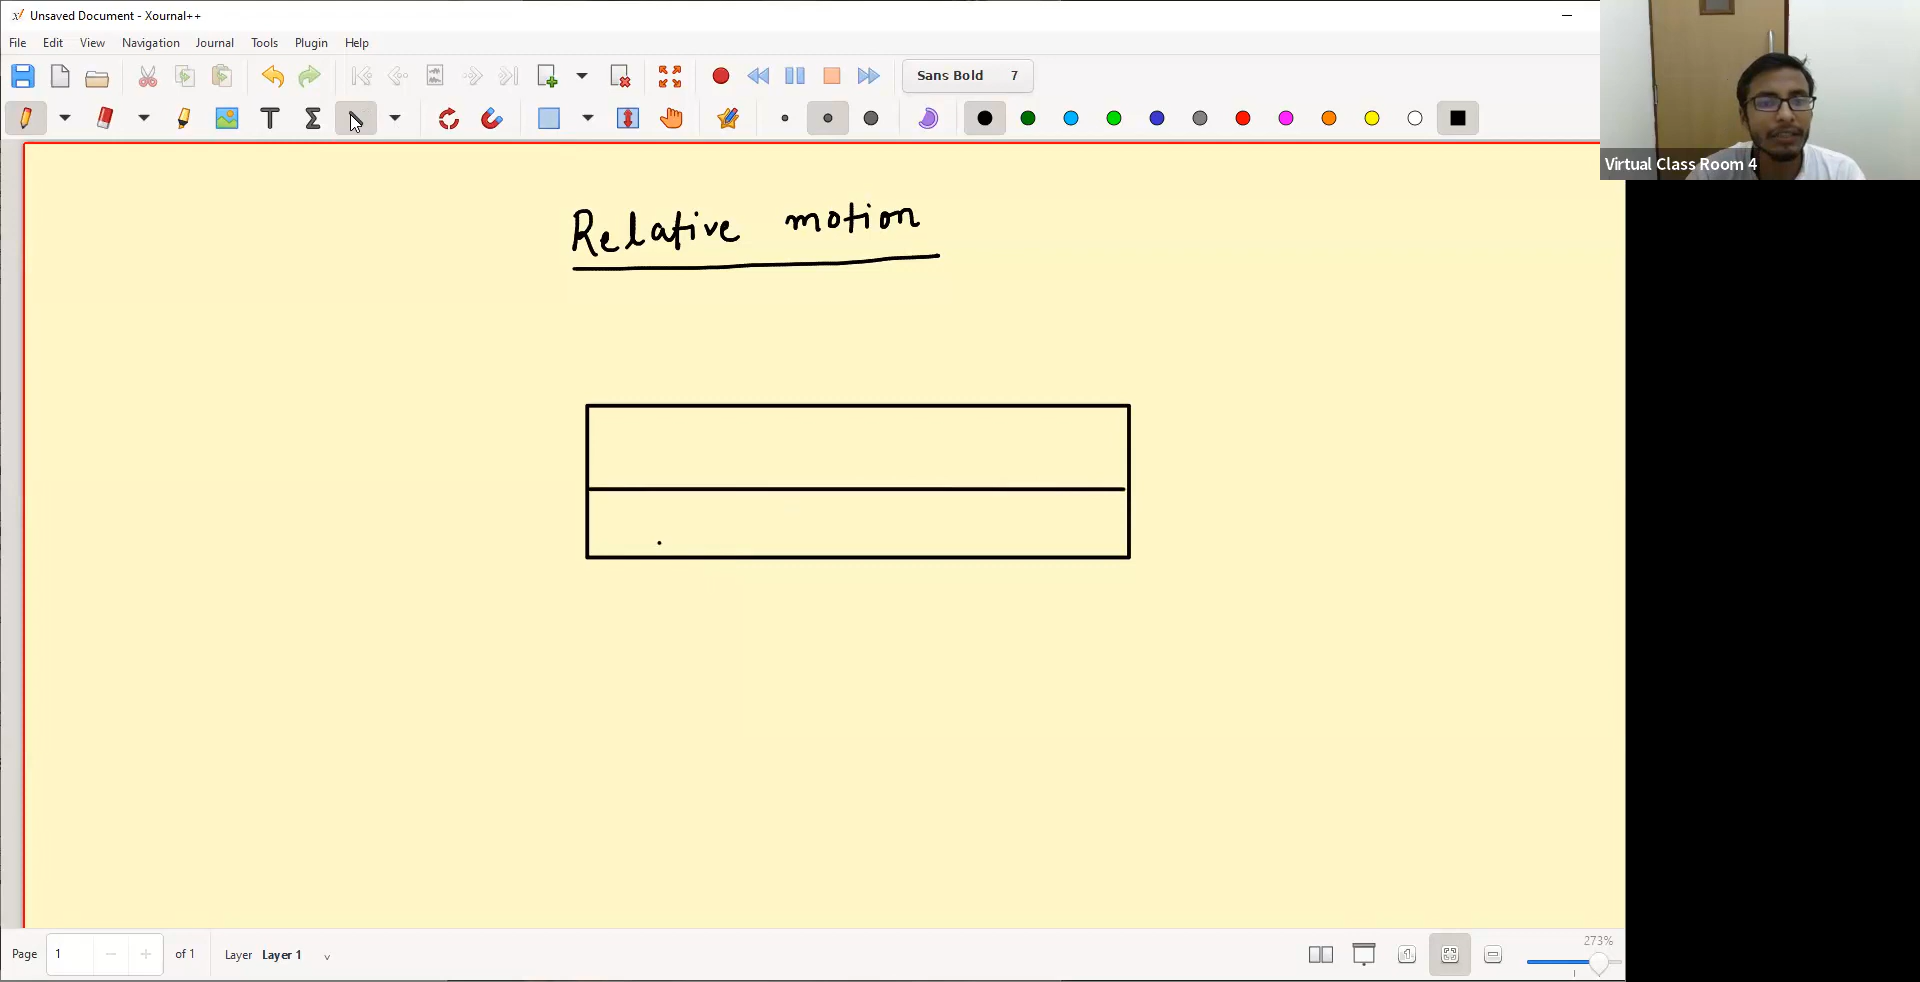 Unsaved Document - Xournal++
File Edit View Navigation Journal Tools Plugin Help
Sans Bold 7
Virtual Class Room 4
Relative motion
Page 1 of 1 Layer Layer 1
273%